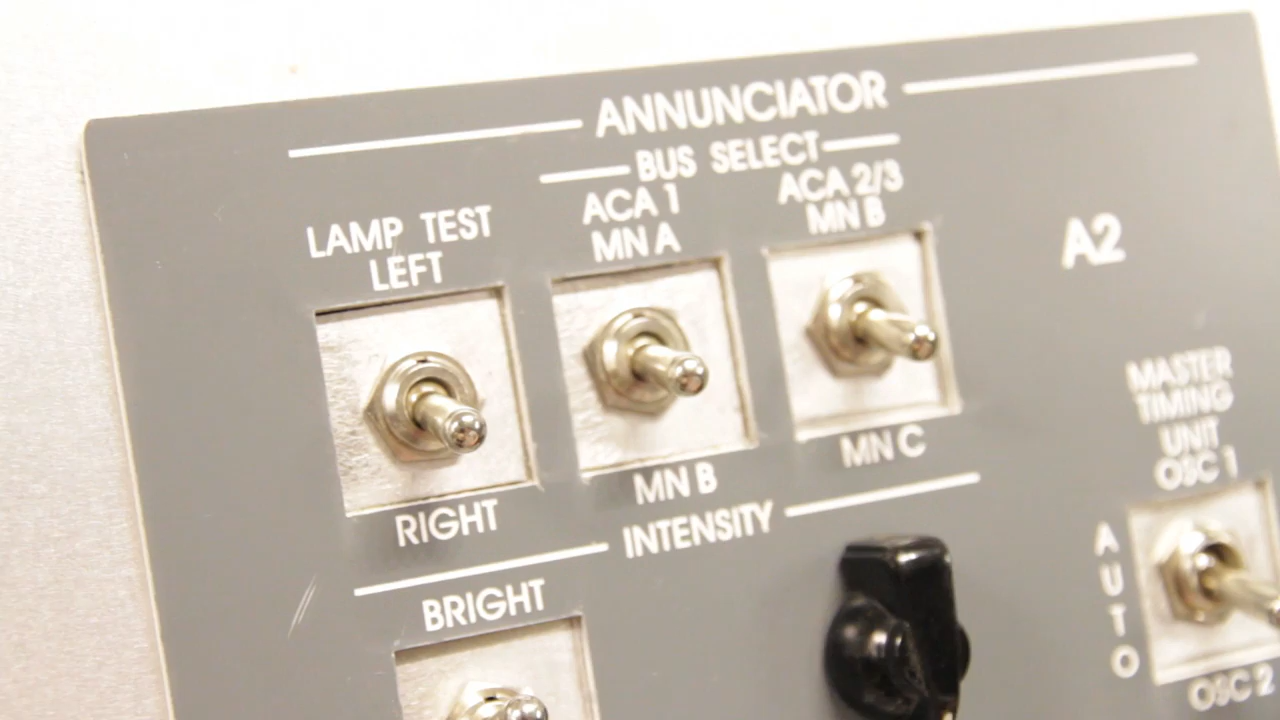 ANNUNCIATOR
BUS SELECT
ACA 1
MN A
ACA 2/3
MN B
LAMP TEST
LEFT
A2
RIGHT
MN B
MN C
INTENSITY
BRIGHT
MASTER
TIMING
UNIT
OSC 1
AUTO
OSC 2